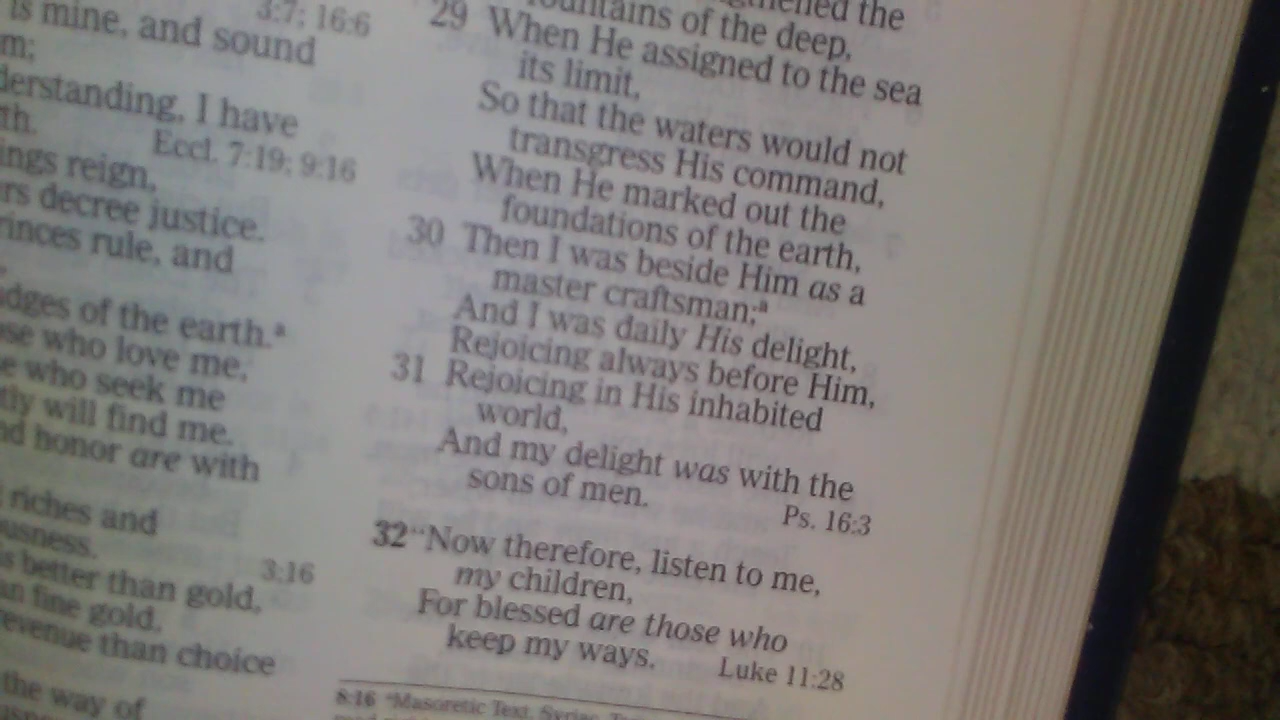 3:7; 16:6
is mine, and sound
derstanding, I have
Eccl. 7:19; 9:16
ings reign,
rs decree justice.
rinces rule, and
dges of the earth.ª
se who love me,
e who seek me
tly will find me.
nd honor are with
riches and
usness.
3:16
s better than gold,
an fine gold,
evenue than choice
the way of
the
ountains of the deep,
29 When He assigned to the sea
its limit,
So that the waters would not
transgress His command,
When He marked out the
foundations of the earth,
30 Then I was beside Him as a
master craftsman;ª
And I was daily His delight,
Rejoicing always before Him,
31 Rejoicing in His inhabited
world,
And my delight was with the
sons of men.
Ps. 16:3
32 “Now therefore, listen to me,
my children,
For blessed are those who
keep my ways.
Luke 11:28
8:16 ªMasoretic Text, Syriac,